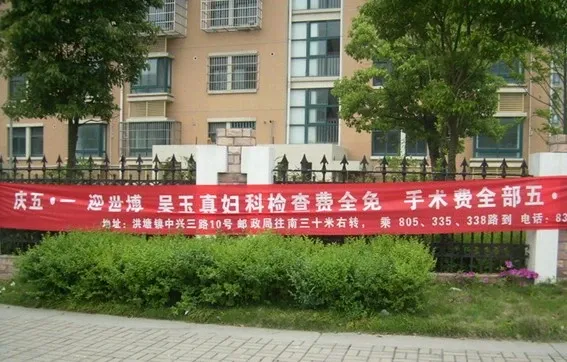 庆五·一 迎世博 吴玉真妇科检查费全免 手术费全部五·
地址:洪塘镇中兴三路10号 邮政局往南三十米右转, 乘 805、335、338路到 电话:83